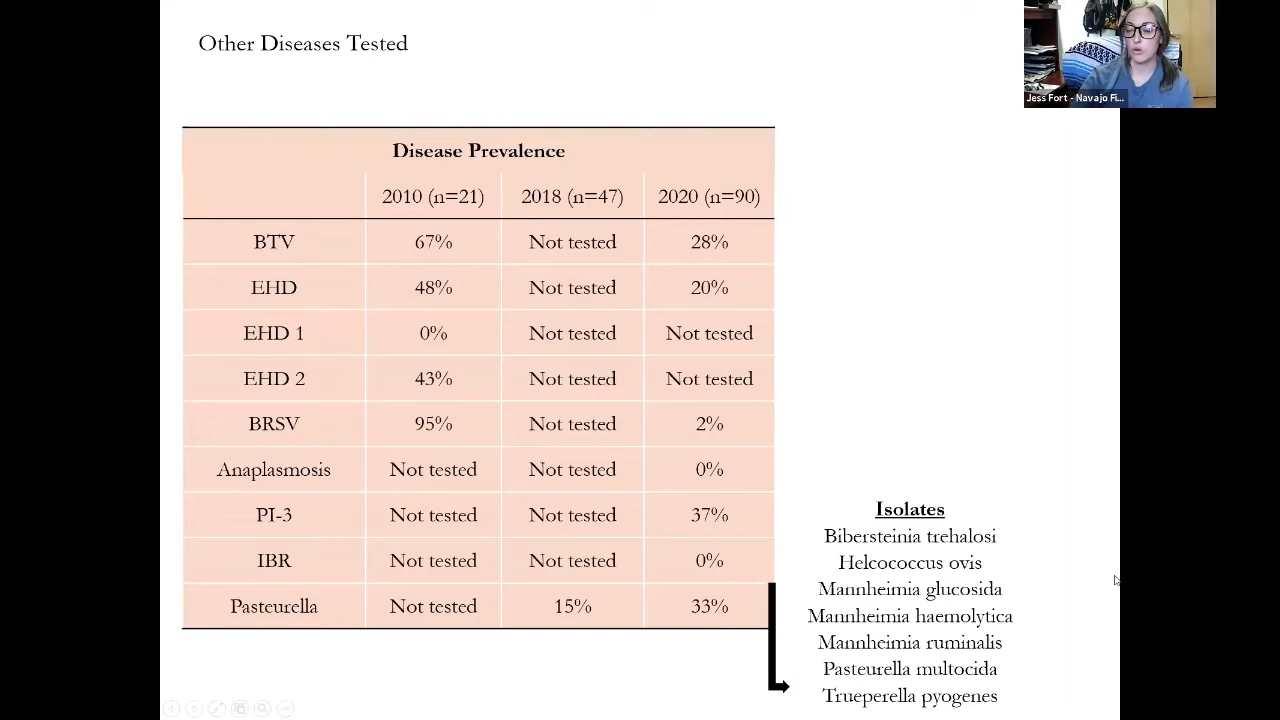 Other Diseases Tested
Jess Fort - Navajo Fi...
Disease Prevalence
2010 (n=21) 2018 (n=47) 2020 (n=90)
BTV 67% Not tested 28%
EHD 48% Not tested 20%
EHD 1 0% Not tested Not tested
EHD 2 43% Not tested Not tested
BRSV 95% Not tested 2%
Anaplasmosis Not tested Not tested 0%
PI-3 Not tested Not tested 37%
IBR Not tested Not tested 0%
Pasteurella Not tested 15% 33%
Isolates
Bibersteinia trehalosi
Helcococcus ovis
Mannheimia glucosida
Mannheimia haemolytica
Mannheimia ruminalis
Pasteurella multocida
Trueperella pyogenes